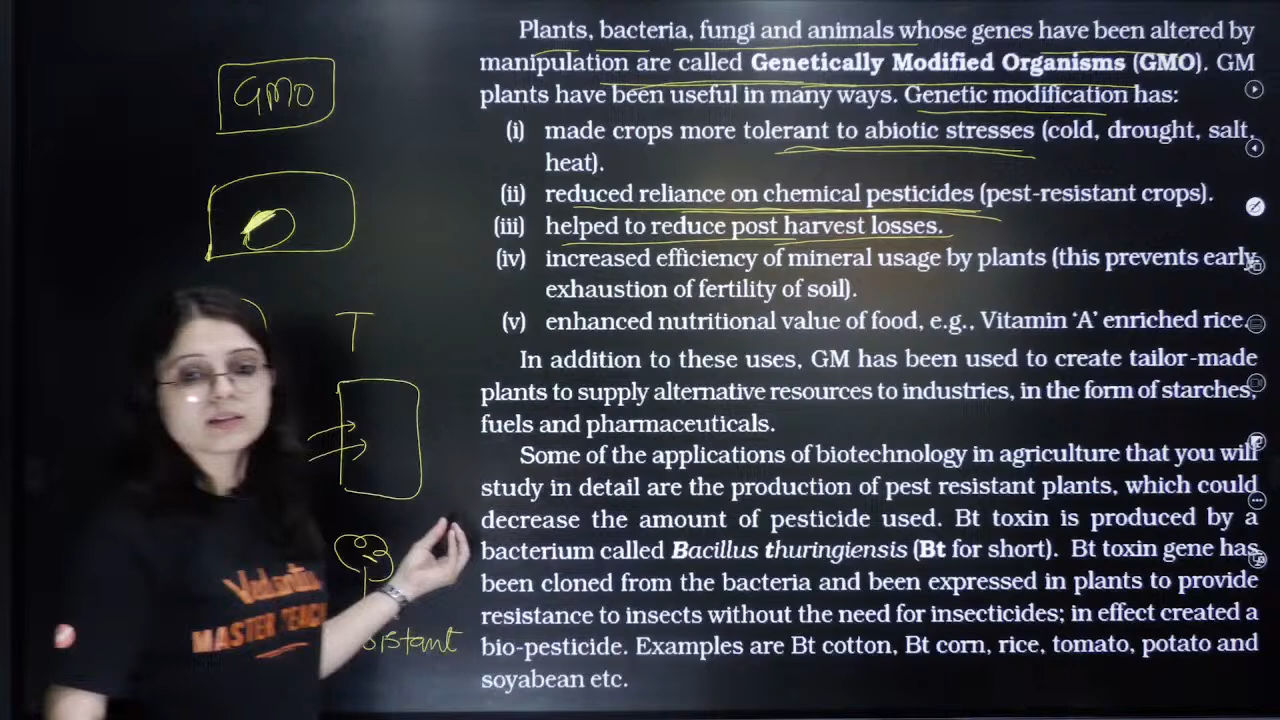 GMO
T
Vedantu
MASTER TEACH
istant
Plants, bacteria, fungi and animals whose genes have been altered by
manipulation are called Genetically Modified Organisms (GMO). GM
plants have been useful in many ways. Genetic modification has:
(i) made crops more tolerant to abiotic stresses (cold, drought, salt,
heat).
(ii) reduced reliance on chemical pesticides (pest-resistant crops).
(iii) helped to reduce post harvest losses.
(iv) increased efficiency of mineral usage by plants (this prevents early
exhaustion of fertility of soil).
(v) enhanced nutritional value of food, e.g., Vitamin ‘A’ enriched rice.
In addition to these uses, GM has been used to create tailor-made
plants to supply alternative resources to industries, in the form of starches,
fuels and pharmaceuticals.
Some of the applications of biotechnology in agriculture that you will
study in detail are the production of pest resistant plants, which could
decrease the amount of pesticide used. Bt toxin is produced by a
bacterium called Bacillus thuringiensis (Bt for short). Bt toxin gene has
been cloned from the bacteria and been expressed in plants to provide
resistance to insects without the need for insecticides; in effect created a
bio-pesticide. Examples are Bt cotton, Bt corn, rice, tomato, potato and
soyabean etc.